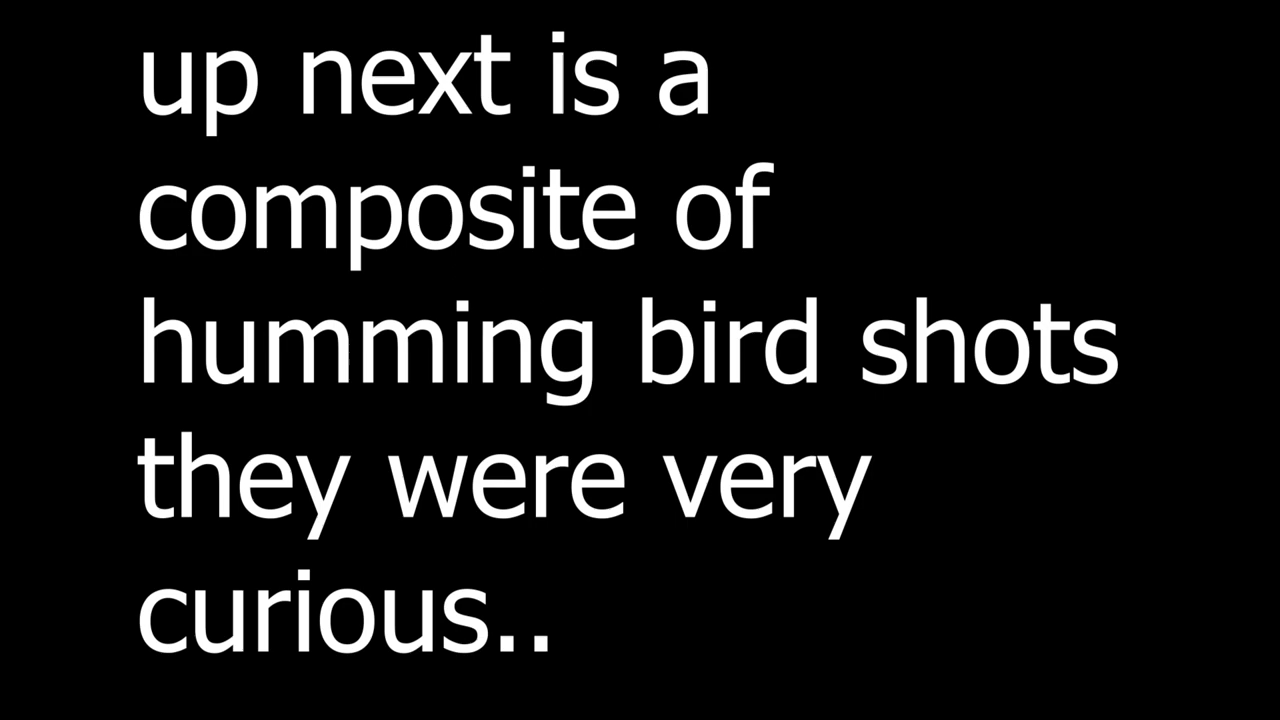 up next is a
composite of
humming bird shots
they were very
curious..